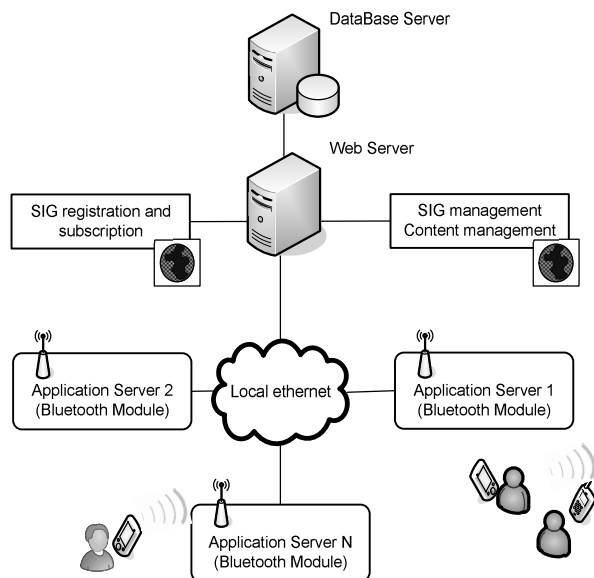 DataBase Server
Web Server
SIG registration and
subscription
SIG management
Content management
Application Server 2
(Bluetooth Module)
Local ethernet
Application Server 1
(Bluetooth Module)
Application Server N
(Bluetooth Module)